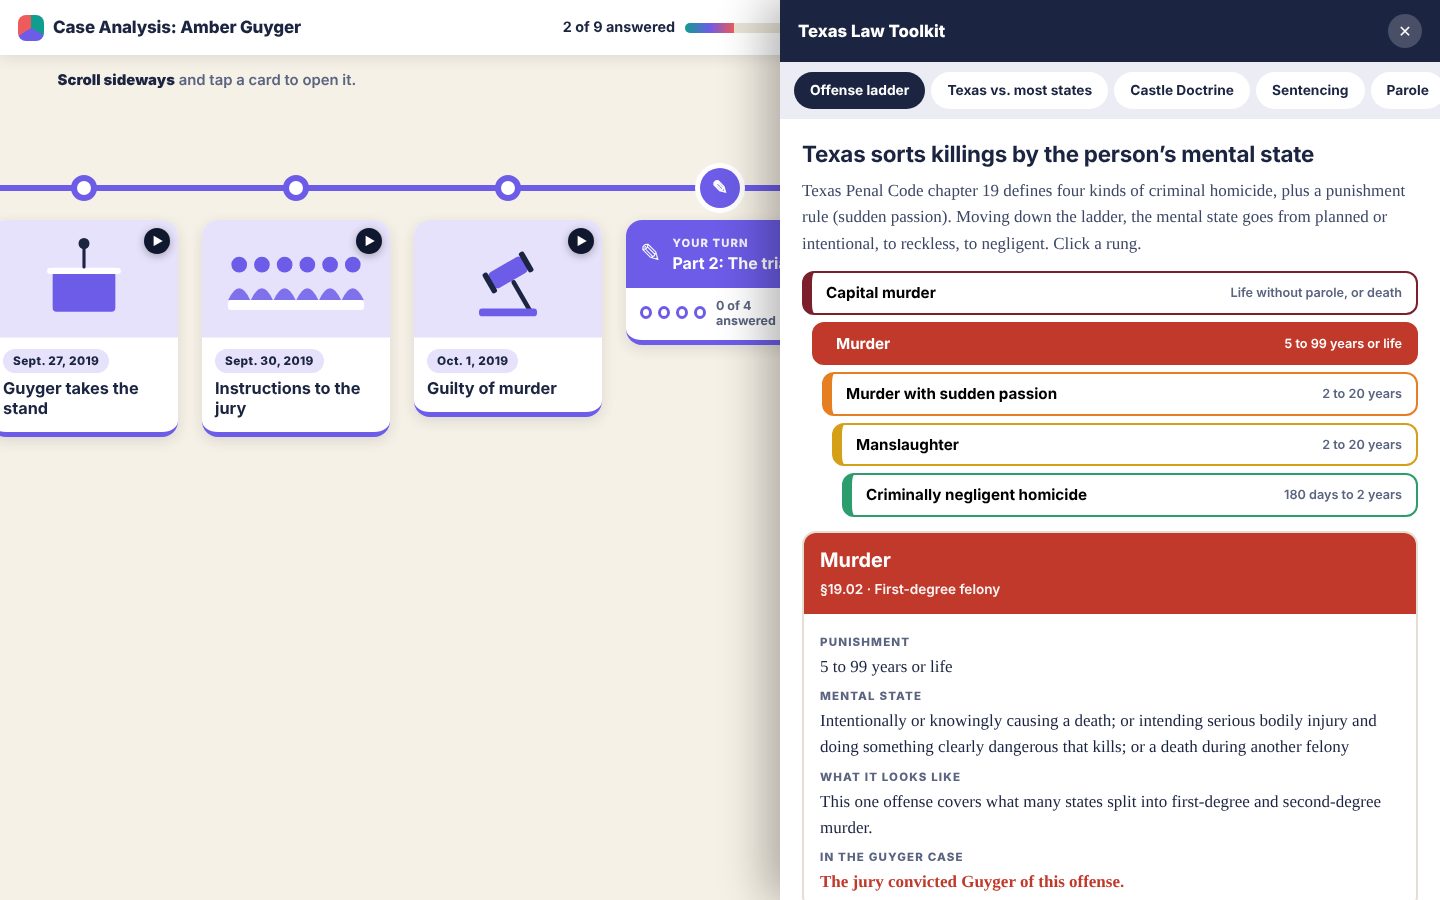 Case Analysis: Amber Guyger
2 of 9 answered
Scroll sideways and tap a card to open it.
Sept. 27, 2019
Guyger takes the
stand
Sept. 30, 2019
Instructions to the
jury
Oct. 1, 2019
Guilty of murder
YOUR TURN
Part 2: The tria
0 of 4
answered
Texas Law Toolkit
Offense ladder
Texas vs. most states
Castle Doctrine
Sentencing
Parole
Texas sorts killings by the person’s mental state
Texas Penal Code chapter 19 defines four kinds of criminal homicide, plus a punishment
rule (sudden passion). Moving down the ladder, the mental state goes from planned or
intentional, to reckless, to negligent. Click a rung.
Capital murder
Life without parole, or death
Murder
5 to 99 years or life
Murder with sudden passion
2 to 20 years
Manslaughter
2 to 20 years
Criminally negligent homicide
180 days to 2 years
Murder
§19.02 · First-degree felony
PUNISHMENT
5 to 99 years or life
MENTAL STATE
Intentionally or knowingly causing a death; or intending serious bodily injury and
doing something clearly dangerous that kills; or a death during another felony
WHAT IT LOOKS LIKE
This one offense covers what many states split into first-degree and second-degree
murder.
IN THE GUYGER CASE
The jury convicted Guyger of this offense.